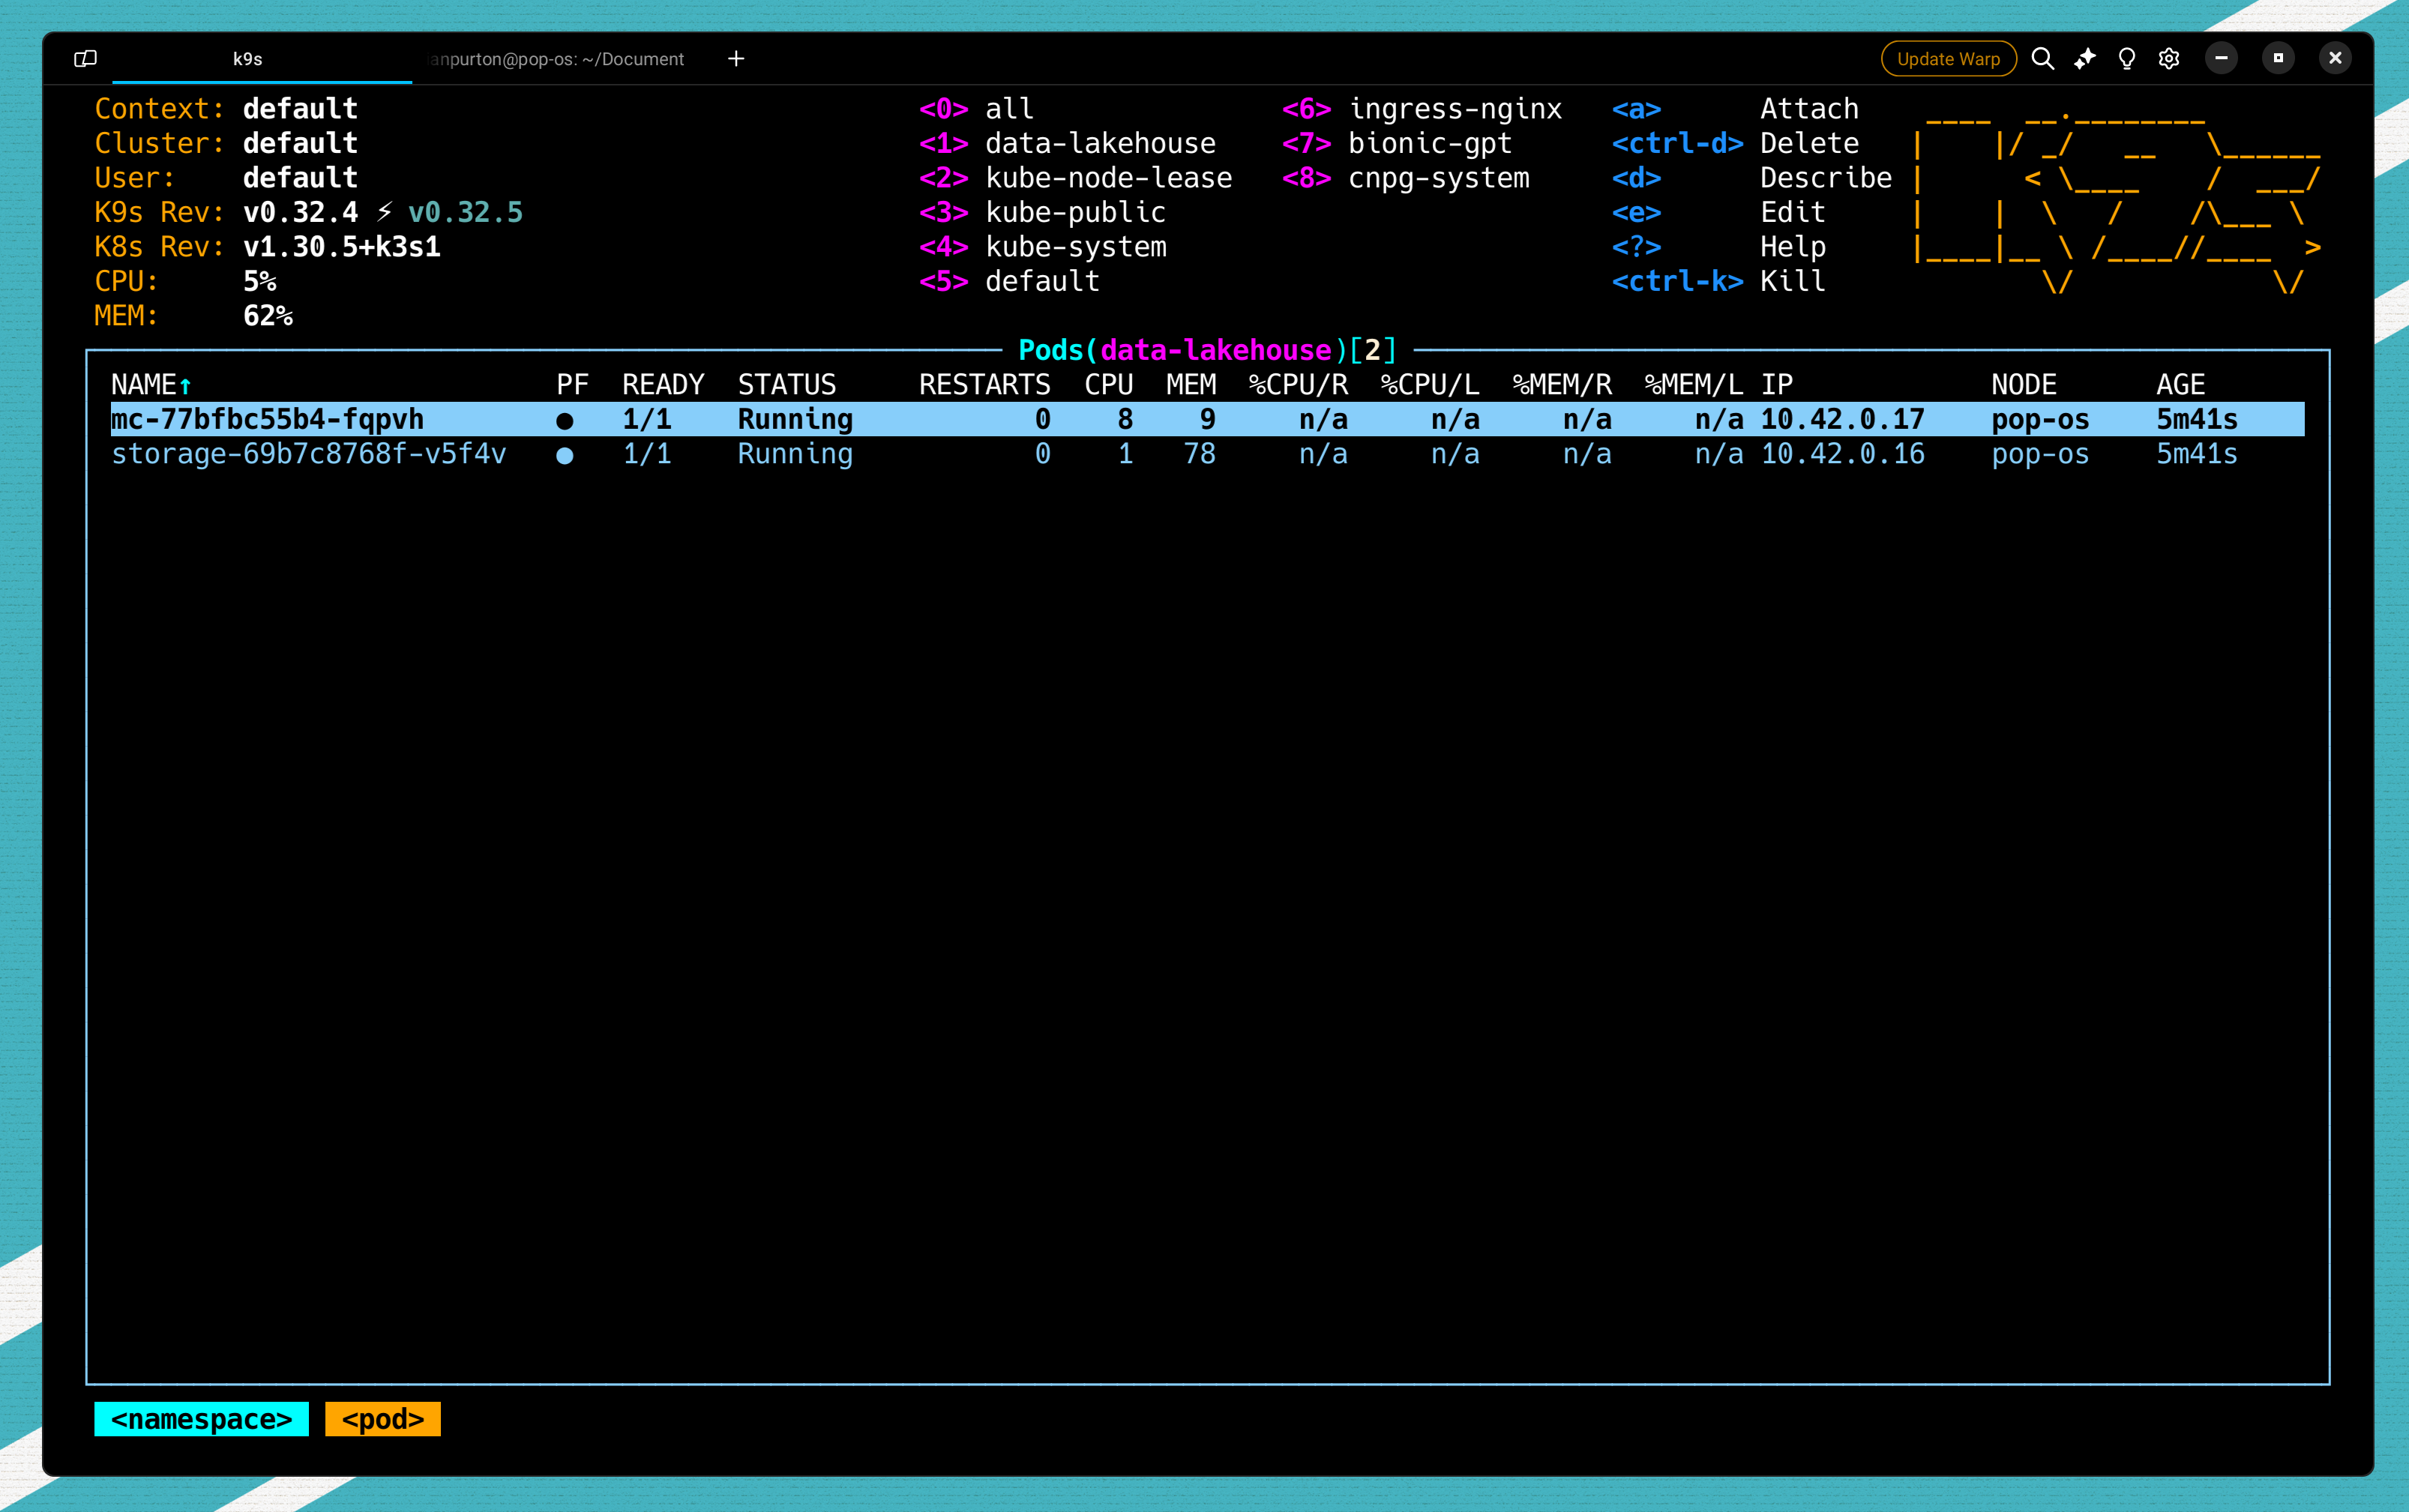 k9s anpurton@pop-os: ~/Document + Update Warp
Context: default <0> all <6> ingress-nginx <a> Attach
Cluster: default <1> data-lakehouse <7> bionic-gpt <ctrl-d> Delete
User: default <2> kube-node-lease <8> cnpg-system <d> Describe
K9s Rev: v0.32.4 ⚡ v0.32.5 <3> kube-public <e> Edit
K8s Rev: v1.30.5+k3s1 <4> kube-system <?> Help
CPU: 5% <5> default <ctrl-k> Kill
MEM: 62%
Pods(data-lakehouse)[2]
NAME↑ PF READY STATUS RESTARTS CPU MEM %CPU/R %CPU/L %MEM/R %MEM/L IP NODE AGE
mc-77bfbc55b4-fqpvh ● 1/1 Running 0 8 9 n/a n/a n/a n/a 10.42.0.17 pop-os 5m41s
storage-69b7c8768f-v5f4v ● 1/1 Running 0 1 78 n/a n/a n/a n/a 10.42.0.16 pop-os 5m41s
<namespace> <pod>